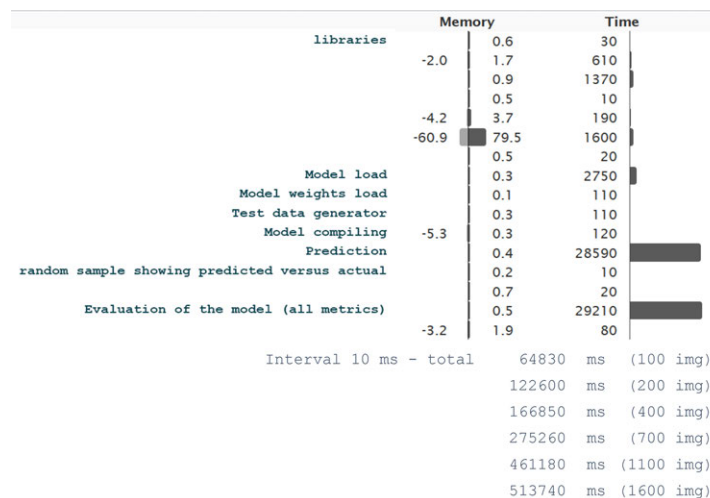 Memory Time
libraries 0.6 30
-2.0 1.7 610
0.9 1370
0.5 10
-4.2 3.7 190
-60.9 79.5 1600
0.5 20
Model load 0.3 2750
Model weights load 0.1 110
Test data generator 0.3 110
Model compiling -5.3 0.3 120
Prediction 0.4 28590
random sample showing predicted versus actual 0.2 10
0.7 20
Evaluation of the model (all metrics) 0.5 29210
-3.2 1.9 80
Interval 10 ms - total 64830 ms (100 img)
122600 ms (200 img)
166850 ms (400 img)
275260 ms (700 img)
461180 ms (1100 img)
513740 ms (1600 img)